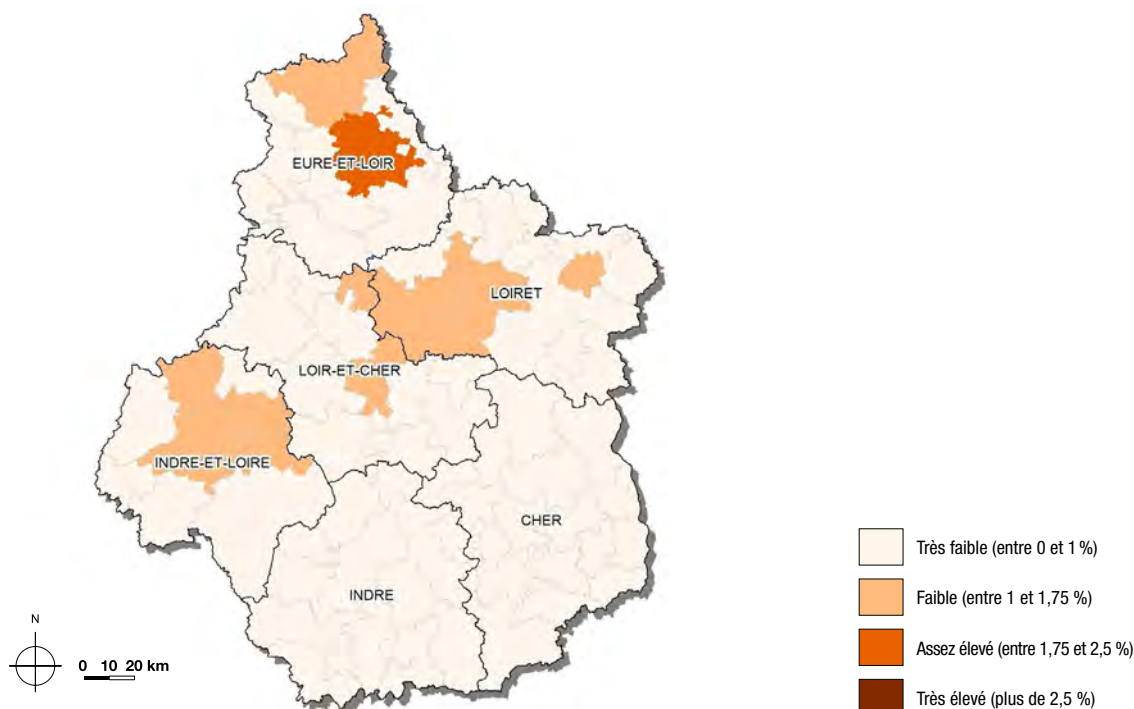 EURE-ET-LOIR
LOIRET
LOIR-ET-CHER
INDRE-ET-LOIRE
CHER
INDRE
N
0 10 20 km
Très faible (entre 0 et 1 %)
Faible (entre 1 et 1,75 %)
Assez élevé (entre 1,75 et 2,5 %)
Très élevé (plus de 2,5 %)